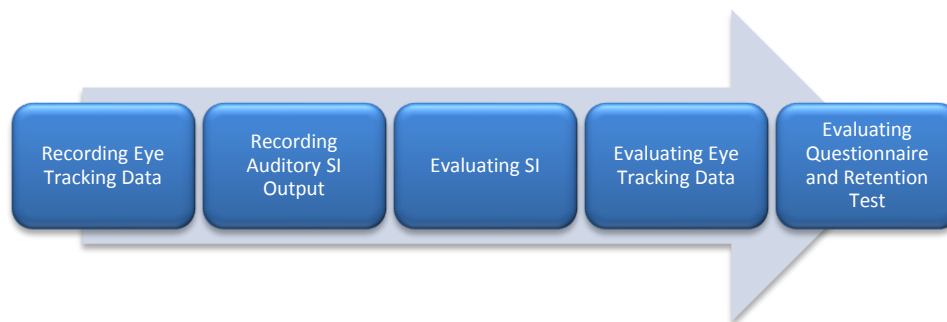 Recording Eye
Tracking Data
Recording
Auditory SI
Output
Evaluating SI
Evaluating Eye
Tracking Data
Evaluating
Questionnaire
and Retention
Test